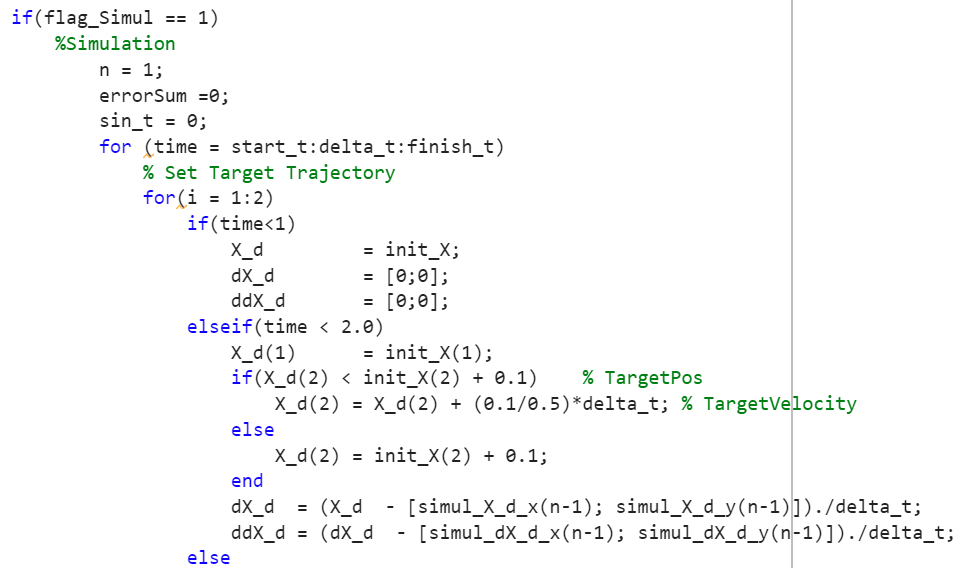 if(flag_Simul == 1)
    %Simulation
        n = 1;
        errorSum =0;
        sin_t = 0;
        for (time = start_t:delta_t:finish_t)
            % Set Target Trajectory
            for(i = 1:2)
                if(time<1)
                    X_d         = init_X;
                    dX_d        = [0;0];
                    ddX_d       = [0;0];
                elseif(time < 2.0)
                    X_d(1)      = init_X(1);
                    if(X_d(2) < init_X(2) + 0.1)    % TargetPos
                        X_d(2) = X_d(2) + (0.1/0.5)*delta_t; % TargetVelocity
                    else
                        X_d(2) = init_X(2) + 0.1;
                    end
                    dX_d  = (X_d  - [simul_X_d_x(n-1); simul_X_d_y(n-1)])./delta_t;
                    ddX_d = (dX_d  - [simul_dX_d_x(n-1); simul_dX_d_y(n-1)])./delta_t;
                else